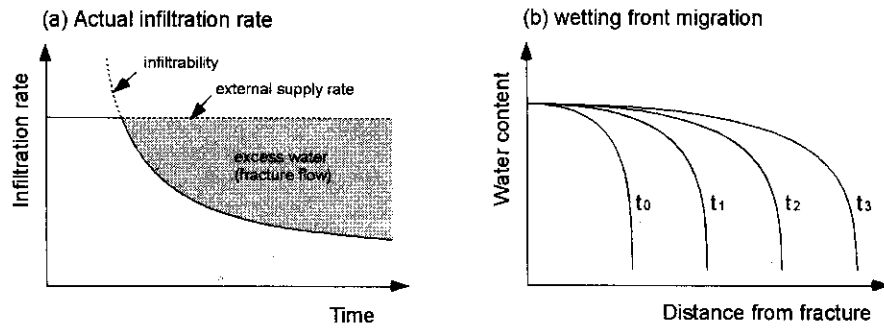 (a) Actual infiltration rate
infiltrability
external supply rate
excess water
(fracture flow)
Infiltration rate
Time
(b) wetting front migration
Water content
t0
t1
t2
t3
Distance from fracture